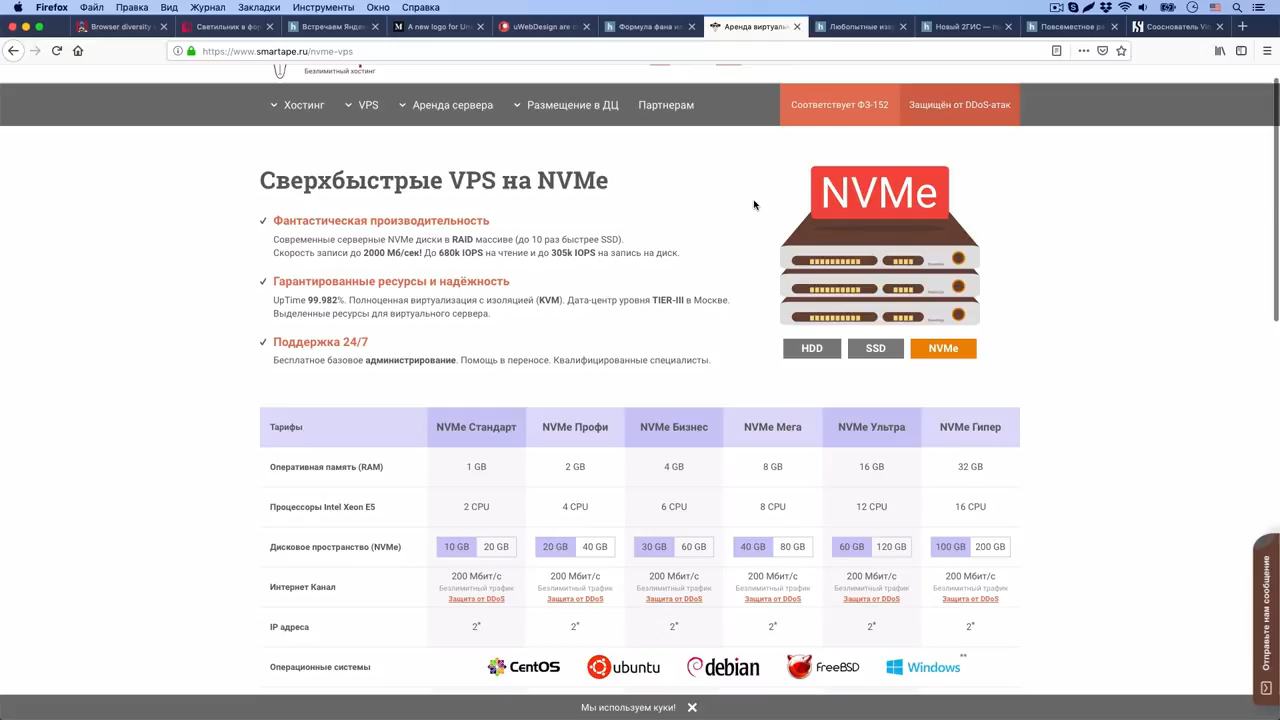 Firefox Файл Правка Вид Журнал Закладки Инструменты Окно Справка
Browser diversity
Светильник в фор
Встречаем Яндек
A new logo for Un
uWebDesign are c
Формула фана и
Аренда виртуаль
Любопытные изв
Новый 2ГИС — п
Повсеместное ра
Сооснователь W
https://www.smartape.ru/nvme-vps
Безлимитный хостинг
Хостинг VPS Аренда сервера Размещение в ДЦ Партнерам Соответствует ФЗ-152 Защищён от DDoS-атак
Сверхбыстрые VPS на NVMe
NVMe
Фантастическая производительность
Современные серверные NVMe диски в RAID массиве (до 10 раз быстрее SSD).
Скорость записи до 2000 Мб/сек! До 680k IOPS на чтение и до 305k IOPS на запись на диск.
Гарантированные ресурсы и надёжность
UpTime 99.982%. Полноценная виртуализация с изоляцией (KVM). Дата-центр уровня TIER-III в Москве.
Выделенные ресурсы для виртуального сервера.
Поддержка 24/7
Бесплатное базовое администрирование. Помощь в переносе. Квалифицированные специалисты.
HDD SSD NVMe
Тарифы NVMe Стандарт NVMe Профи NVMe Бизнес NVMe Мега NVMe Ультра NVMe Гипер
Оперативная память (RAM) 1 GB 2 GB 4 GB 8 GB 16 GB 32 GB
Процессоры Intel Xeon E5 2 CPU 4 CPU 6 CPU 8 CPU 12 CPU 16 CPU
Дисковое пространство (NVMe) 10 GB 20 GB 20 GB 40 GB 30 GB 60 GB 40 GB 80 GB 60 GB 120 GB 100 GB 200 GB
200 Мбит/с 200 Мбит/с 200 Мбит/с 200 Мбит/с 200 Мбит/с 200 Мбит/с
Интернет Канал Безлимитный трафик Безлимитный трафик Безлимитный трафик Безлимитный трафик Безлимитный трафик Безлимитный трафик
Защита от DDoS Защита от DDoS Защита от DDoS Защита от DDoS Защита от DDoS Защита от DDoS
IP адреса 2* 2* 2* 2* 2* 2*
Операционные системы CentOS ubuntu debian FreeBSD Windows **
Отправьте нам сообщение
Мы используем куки!